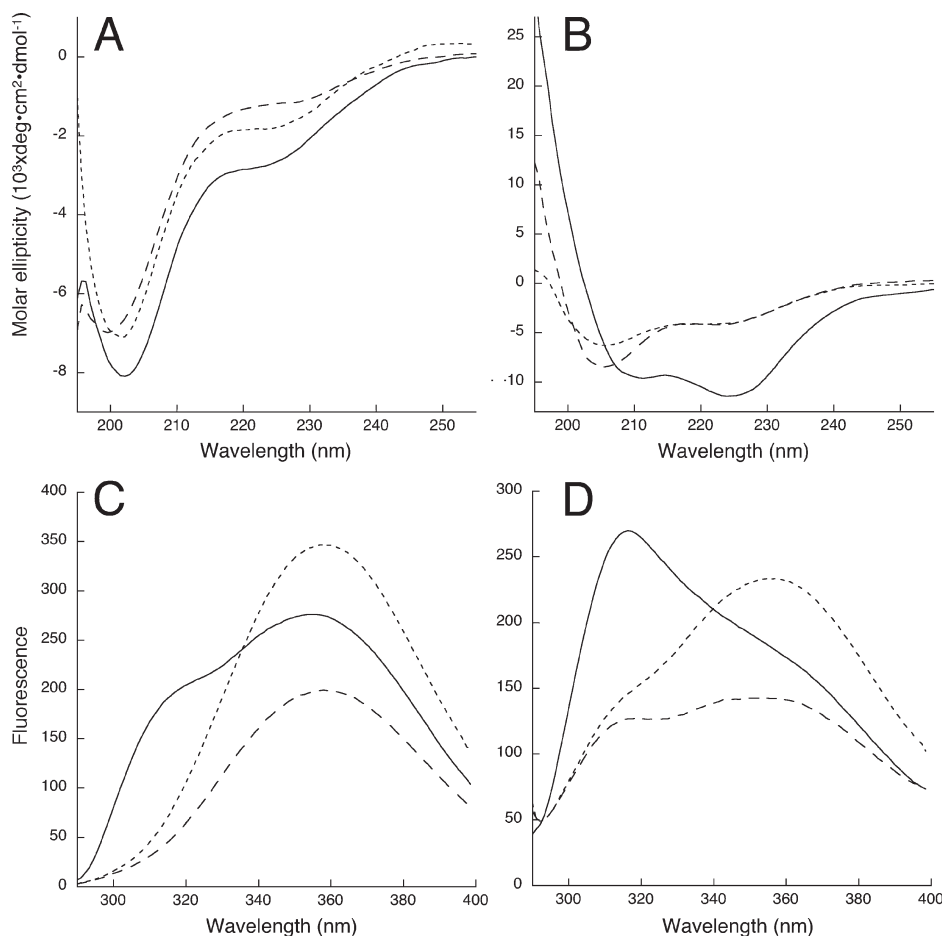 A
0
-2
-4
-6
-8
Molar ellipticity (10³xdeg•cm²•dmol⁻¹)
200 210 220 230 240 250
Wavelength (nm)
B
25
20
15
10
5
0
-5
-10
200 210 220 230 240 250
Wavelength (nm)
C
400
350
300
250
200
150
100
50
0
Fluorescence
300 320 340 360 380 400
Wavelength (nm)
D
300
250
200
150
100
50
0
300 320 340 360 380 400
Wavelength (nm)